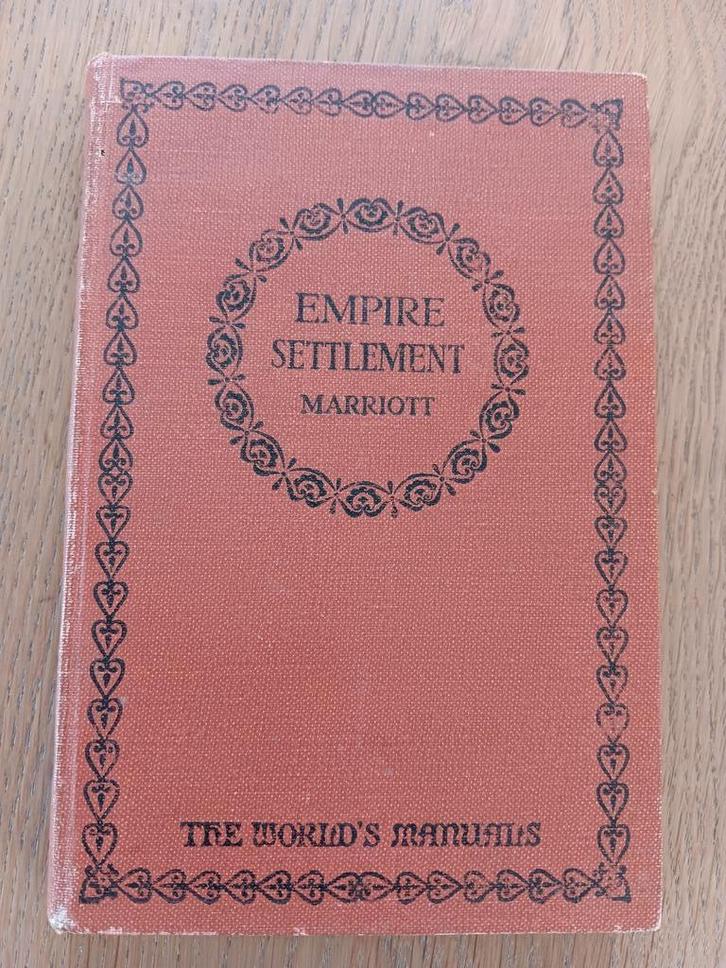 EMPIRE
SETTLEMENT
MARRIOTT
THE WORLD'S MANUALS